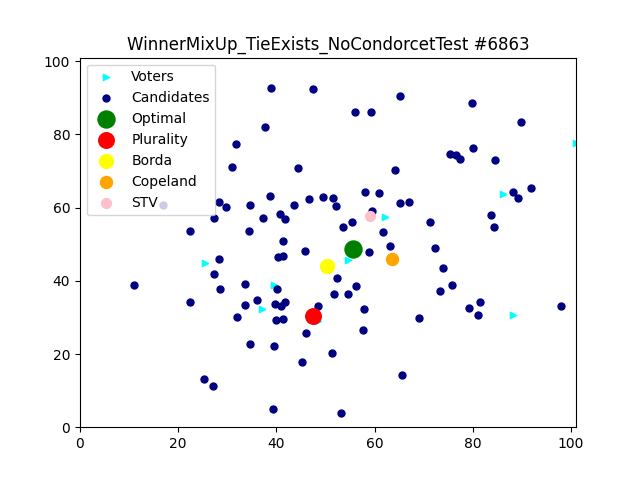 WinnerMixUp_TieExists_NoCondorcetTest #6863
100
80
60
40
20
0
Voters
Candidates
Optimal
Plurality
Borda
Copeland
STV
0 20 40 60 80 100